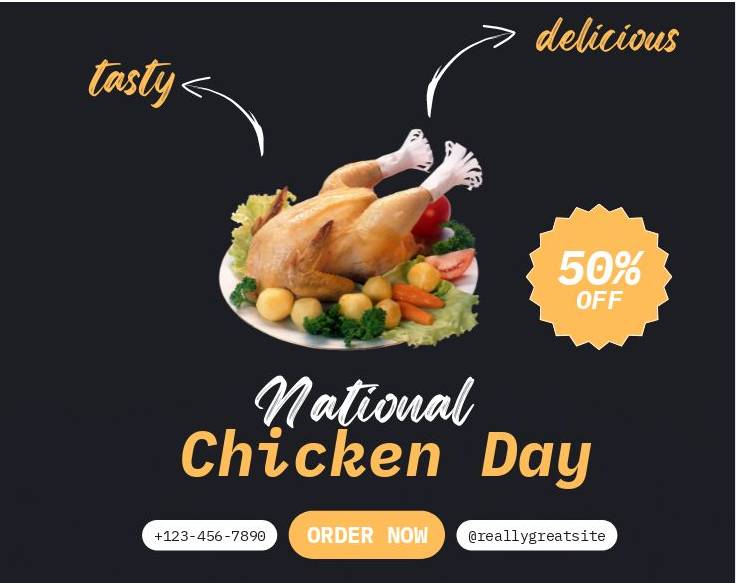 delicious
tasty
50%
OFF
National
Chicken Day
+123-456-7890
ORDER NOW
@reallygreatsite